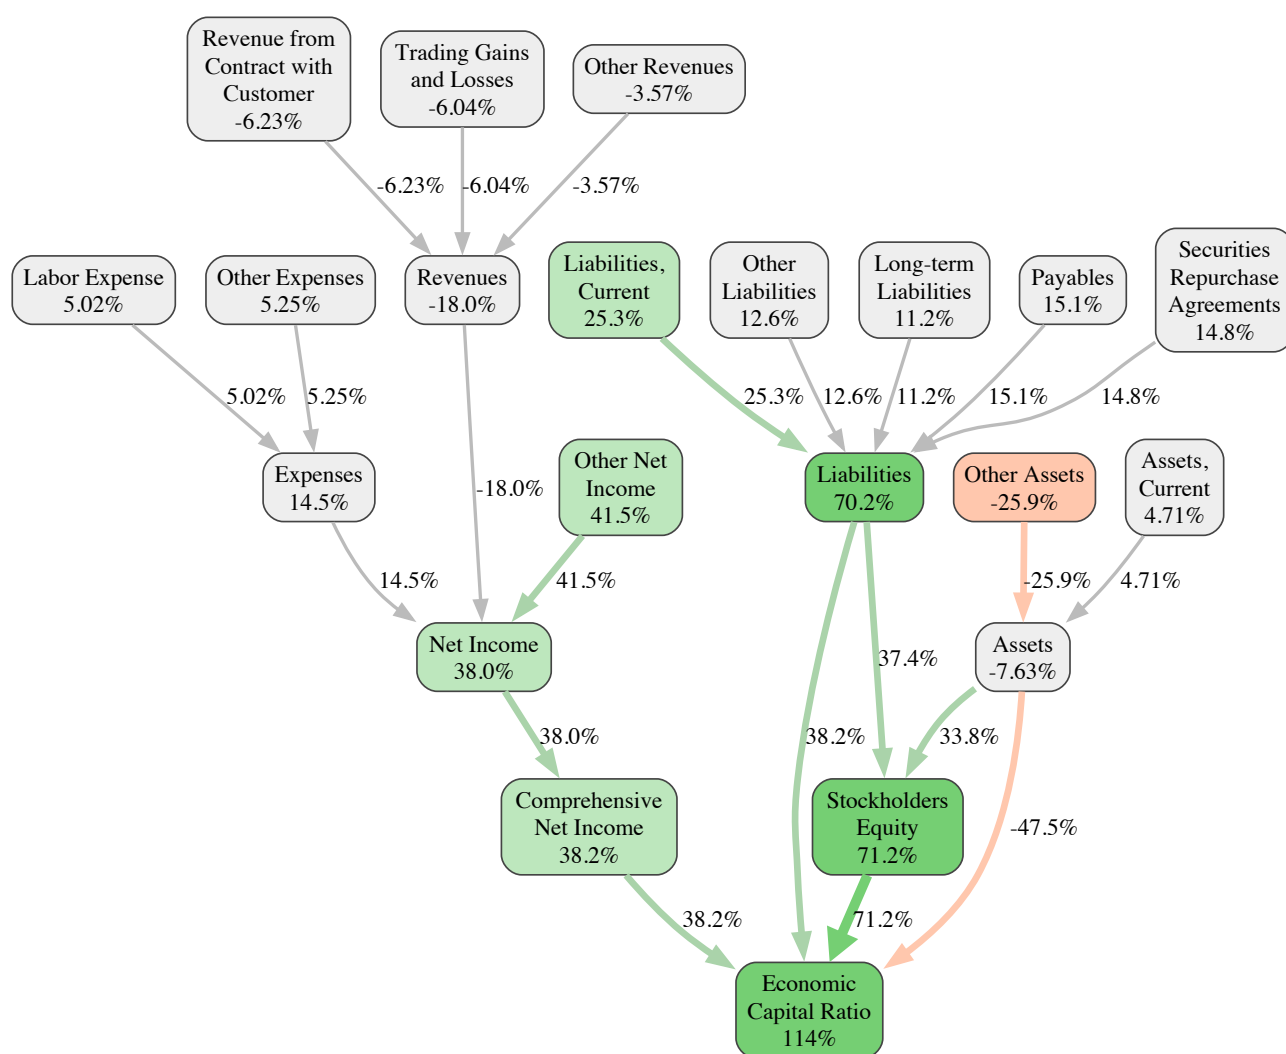 Revenue from
Contract with
Customer
-6.23%
Trading Gains
and Losses
-6.04%
Other Revenues
-3.57%
-6.23%
-6.04%
-3.57%
Labor Expense
5.02%
Other Expenses
5.25%
Revenues
-18.0%
Liabilities,
Current
25.3%
Other
Liabilities
12.6%
Long-term
Liabilities
11.2%
Payables
15.1%
Securities
Repurchase
Agreements
14.8%
5.02%
5.25%
25.3%
12.6%
11.2%
15.1%
14.8%
Expenses
14.5%
-18.0%
Other Net
Income
41.5%
Liabilities
70.2%
Other Assets
-25.9%
Assets,
Current
4.71%
14.5%
41.5%
-25.9%
4.71%
Net Income
38.0%
37.4%
Assets
-7.63%
38.0%
38.2%
33.8%
Comprehensive
Net Income
38.2%
Stockholders
Equity
71.2%
-47.5%
38.2%
71.2%
Economic
Capital Ratio
114%